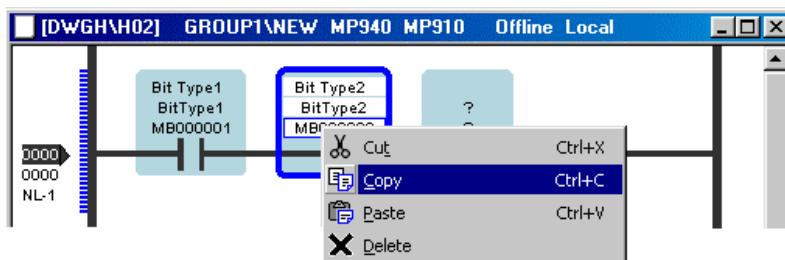 [DWGH\H02] GROUP1\NEW MP940 MP910 Offline Local
Bit Type1
BitType1
MB000001
Bit Type2
BitType2
?
0000
0000
NL-1
Cut Ctrl+X
Copy Ctrl+C
Paste Ctrl+V
Delete